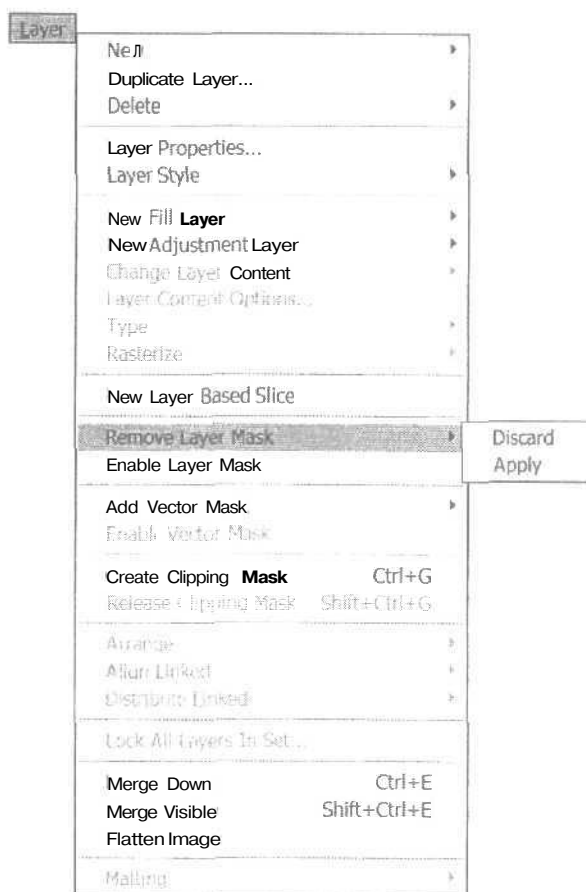 Layer
Neл
Duplicate Layer...
Delete
Layer Properties...
Layer Style
New Fill Layer
New Adjustment Layer
Change Layer Content
Layer Content Options...
Type
Rasterize
New Layer Based Slice
Remove Layer Mask
Discard
Enable Layer Mask
Apply
Add Vector Mask
Enable Vector Mask
Create Clipping Mask Ctrl+G
Release Clipping Mask Shift+Ctrl+G
Arrange
Align Linked
Distribute Linked
Lock All Layers In Set...
Merge Down Ctrl+E
Merge Visible Shift+Ctrl+E
Flatten Image
Matting